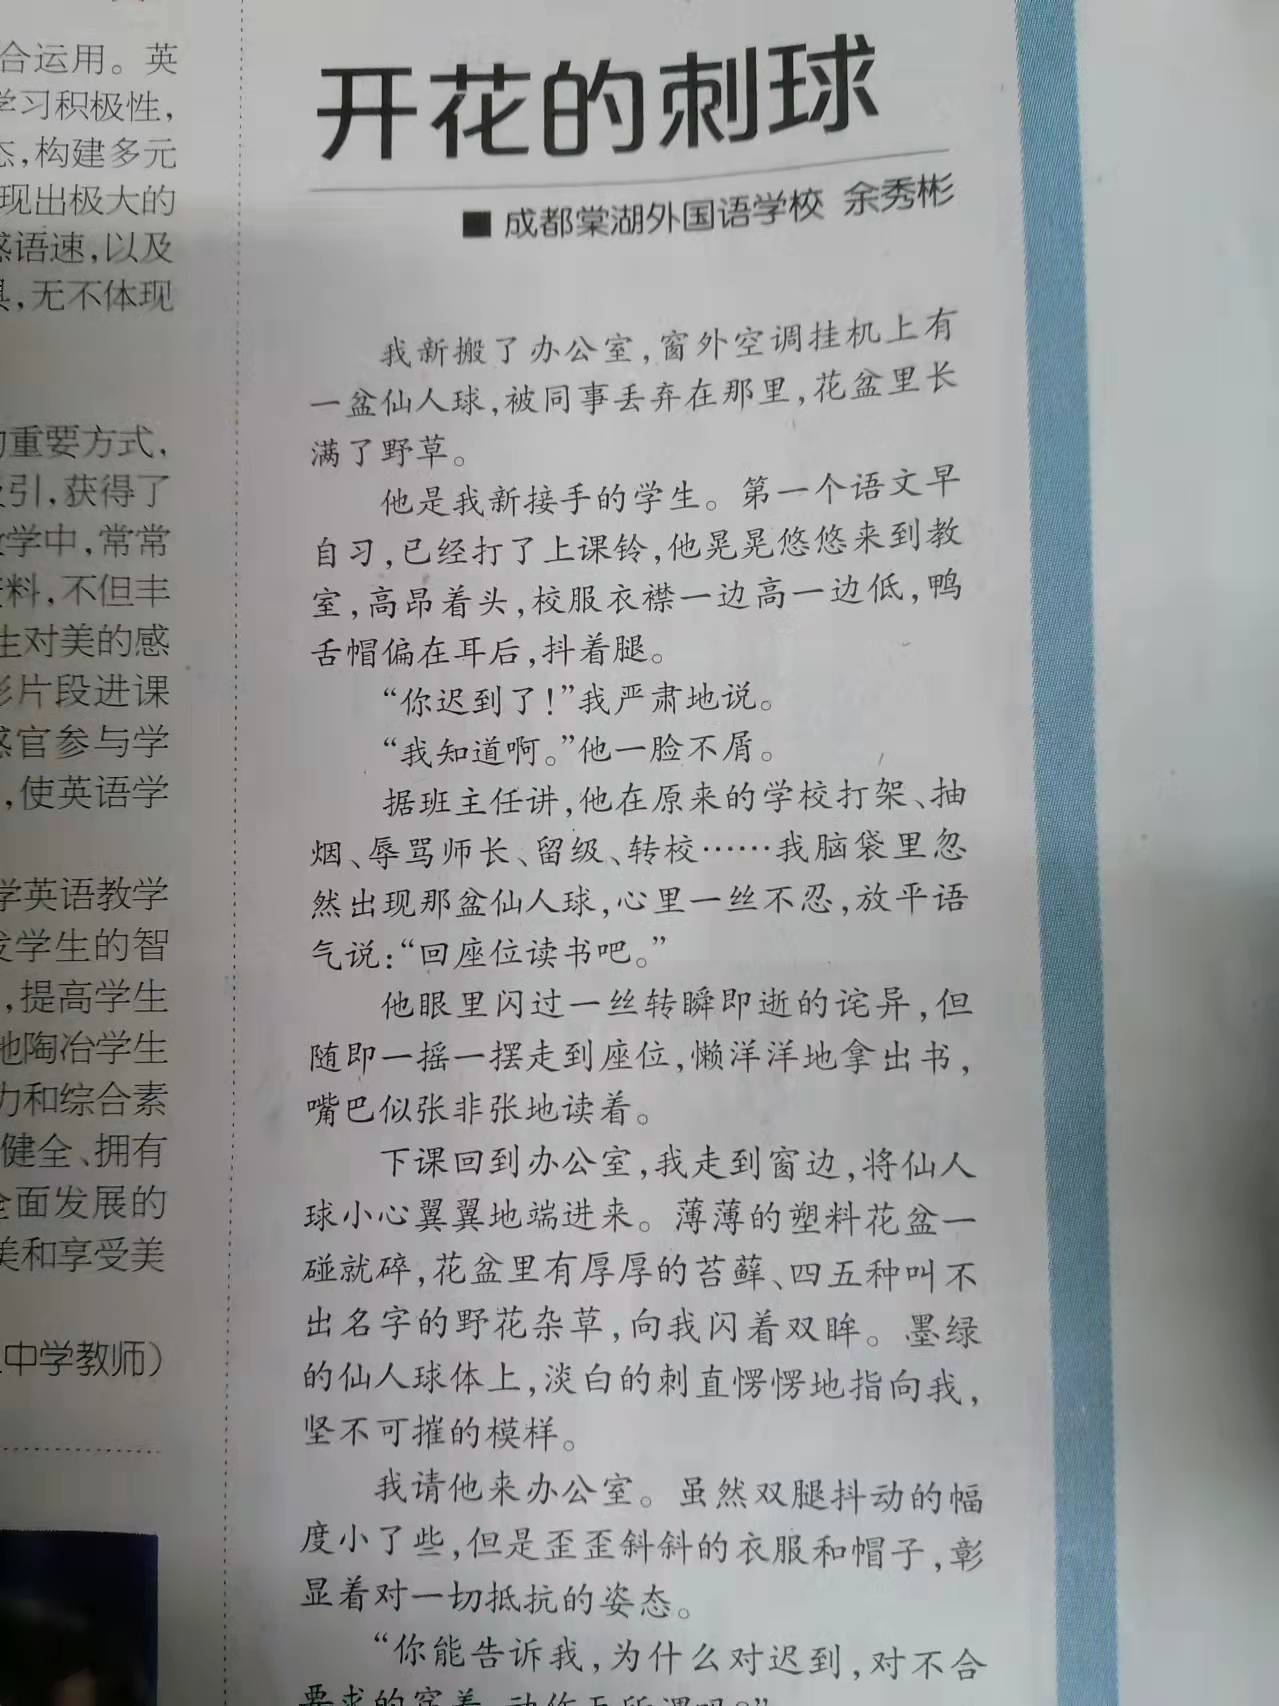 合运用。英
学习积极性,
态,构建多元
现出极大的
感语速,以及
具,无不体现
的重要方式,
吸引,获得了
教学中,常常
资料,不但丰
生对美的感
影片段进课
感官参与学
,使英语学
学英语教学
发学生的智
,提高学生
地陶冶学生
力和综合素
健全、拥有
全面发展的
美和享受美
中学教师）
开花的刺球
■ 成都棠湖外国语学校 余秀彬
我新搬了办公室,窗外空调挂机上有
一盆仙人球,被同事丢弃在那里,花盆里长
满了野草。
他是我新接手的学生。第一个语文早
自习,已经打了上课铃,他晃晃悠悠来到教
室,高昂着头,校服衣襟一边高一边低,鸭
舌帽偏在耳后,抖着腿。
“你迟到了！”我严肃地说。
“我知道啊。”他一脸不屑。
据班主任讲,他在原来的学校打架、抽
烟、辱骂师长、留级、转校……我脑袋里忽
然出现那盆仙人球,心里一丝不忍,放平语
气说：“回座位读书吧。”
他眼里闪过一丝转瞬即逝的诧异,但
随即一摇一摆走到座位,懒洋洋地拿出书,
嘴巴似张非张地读着。
下课回到办公室,我走到窗边,将仙人
球小心翼翼地端进来。薄薄的塑料花盆一
碰就碎,花盆里有厚厚的苔藓、四五种叫不
出名字的野花杂草,向我闪着双眸。墨绿
的仙人球体上,淡白的刺直愣愣地指向我,
坚不可摧的模样。
我请他来办公室。虽然双腿抖动的幅
度小了些,但是歪歪斜斜的衣服和帽子,彰
显着对一切抵抗的姿态。
“你能告诉我,为什么对迟到,对不合
要求的穿着、动作无所谓吗？”